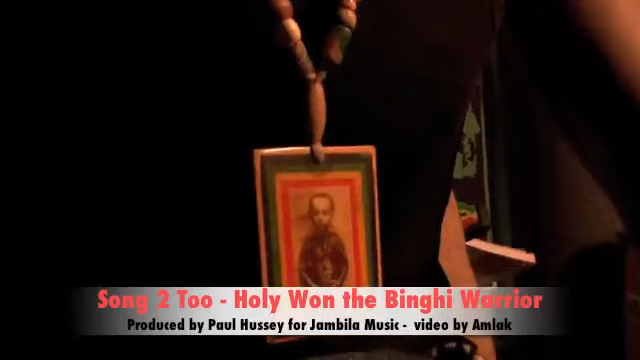 Song 2 Too - Holy Won the Binghi Warrior
Produced by Paul Hussey for Jambila Music - video by Amlak